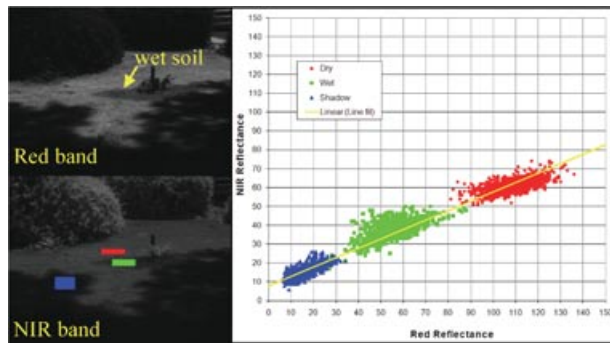 wet soil
Red band
NIR band
150
140
130
120
110
100
90
80
70
60
50
40
30
20
10
0
NIR Reflectance
Dry
Wet
Shadow
Linear (Line fit)
0 10 20 30 40 50 60 70 80 90 100 110 120 130 140 150
Red Reflectance